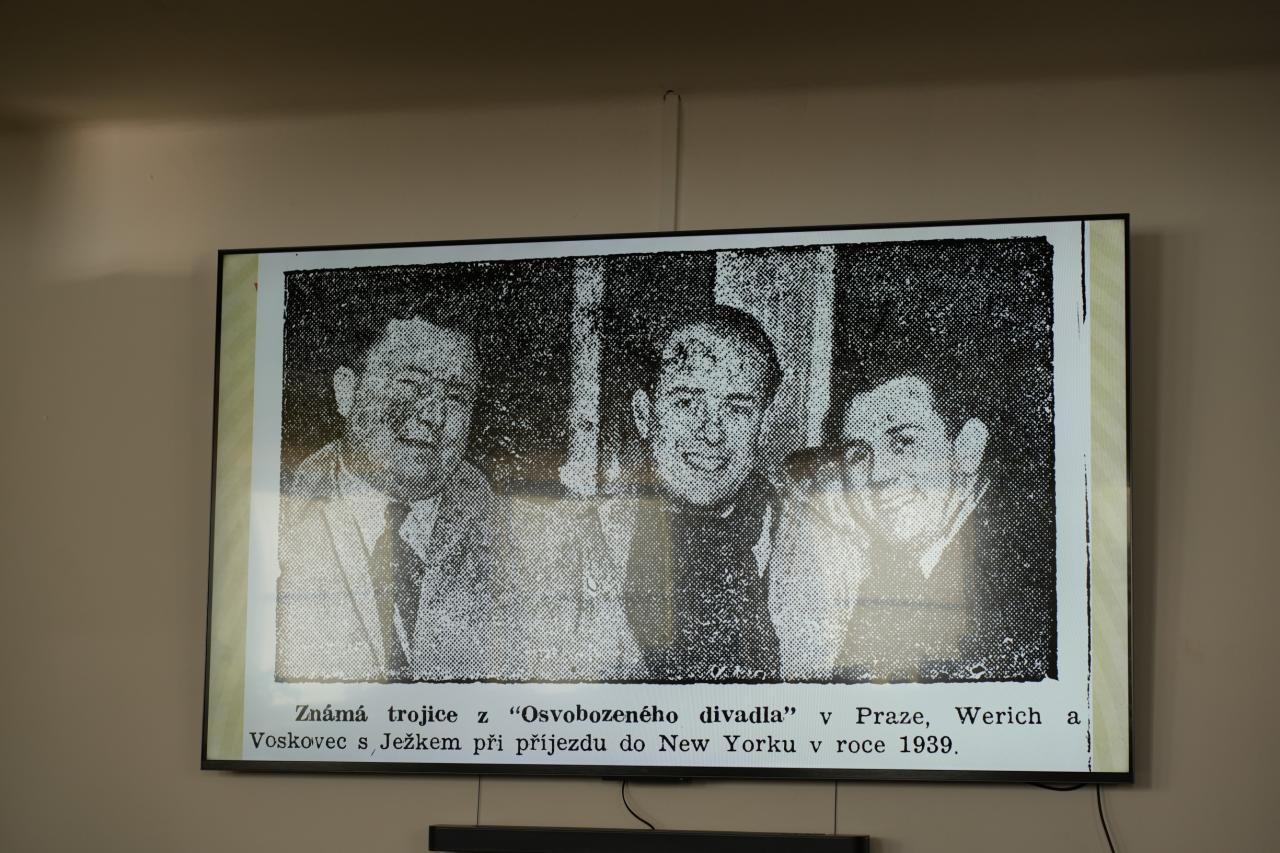 Známá trojice z “Osvobozeného divadla” v Praze, Werich a
Voskovec s Ježkem při příjezdu do New Yorku v roce 1939.